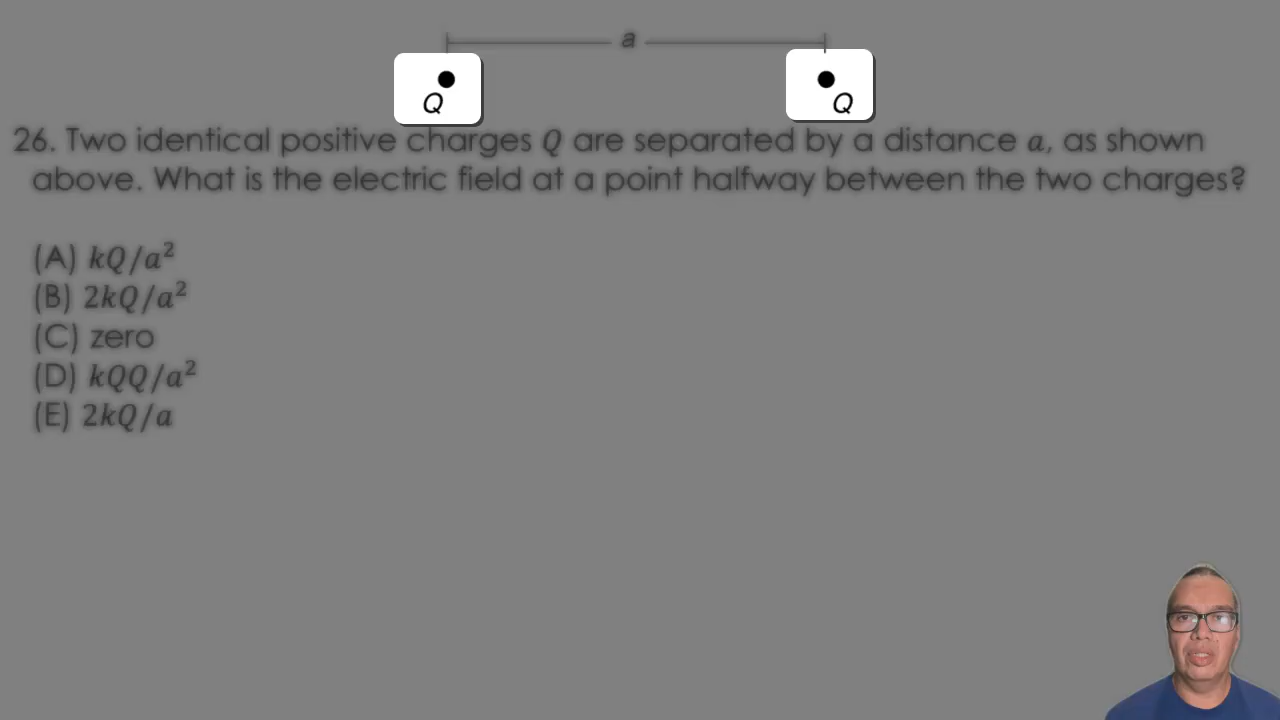 a
Q
Q
26. Two identical positive charges Q are separated by a distance a, as shown
above. What is the electric field at a point halfway between the two charges?
(A) kQ/a²
(B) 2kQ/a²
(C) zero
(D) kQQ/a²
(E) 2kQ/a